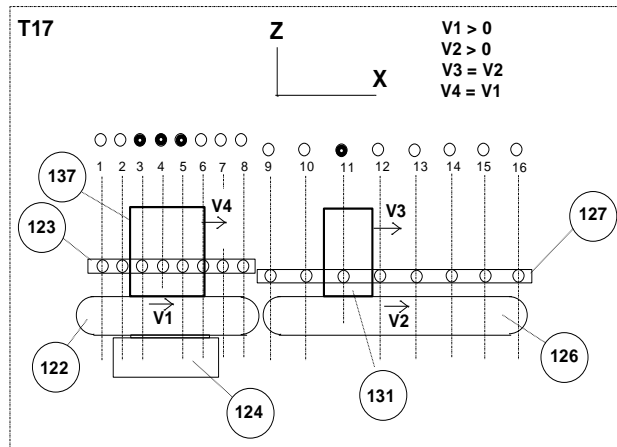 T17
Z
X
V1 > 0
V2 > 0
V3 = V2
V4 = V1
1 2 3 4 5 6 7 8 9 10 11 12 13 14 15 16
137
V4
V3
123
127
V1
V2
122
124
131
126